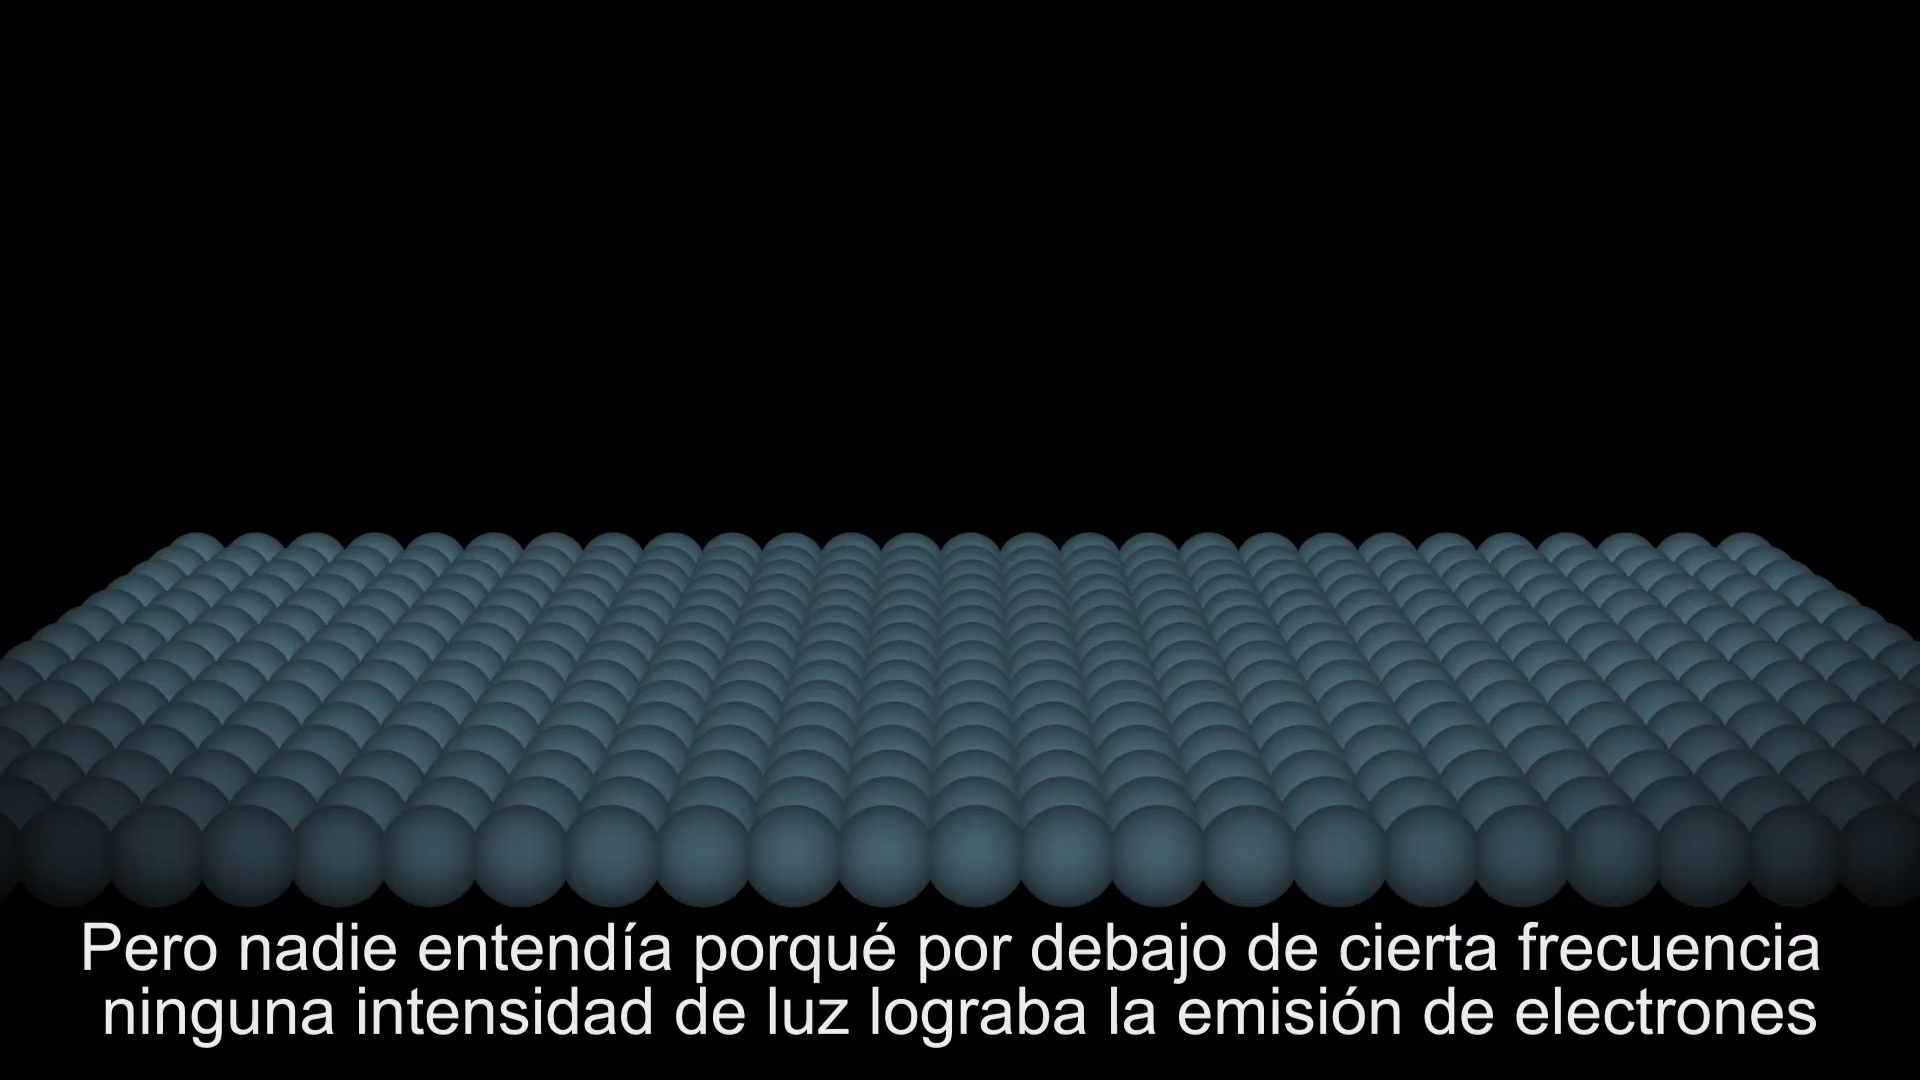 Pero nadie entendía porqué por debajo de cierta frecuencia
ninguna intensidad de luz lograba la emisión de electrones